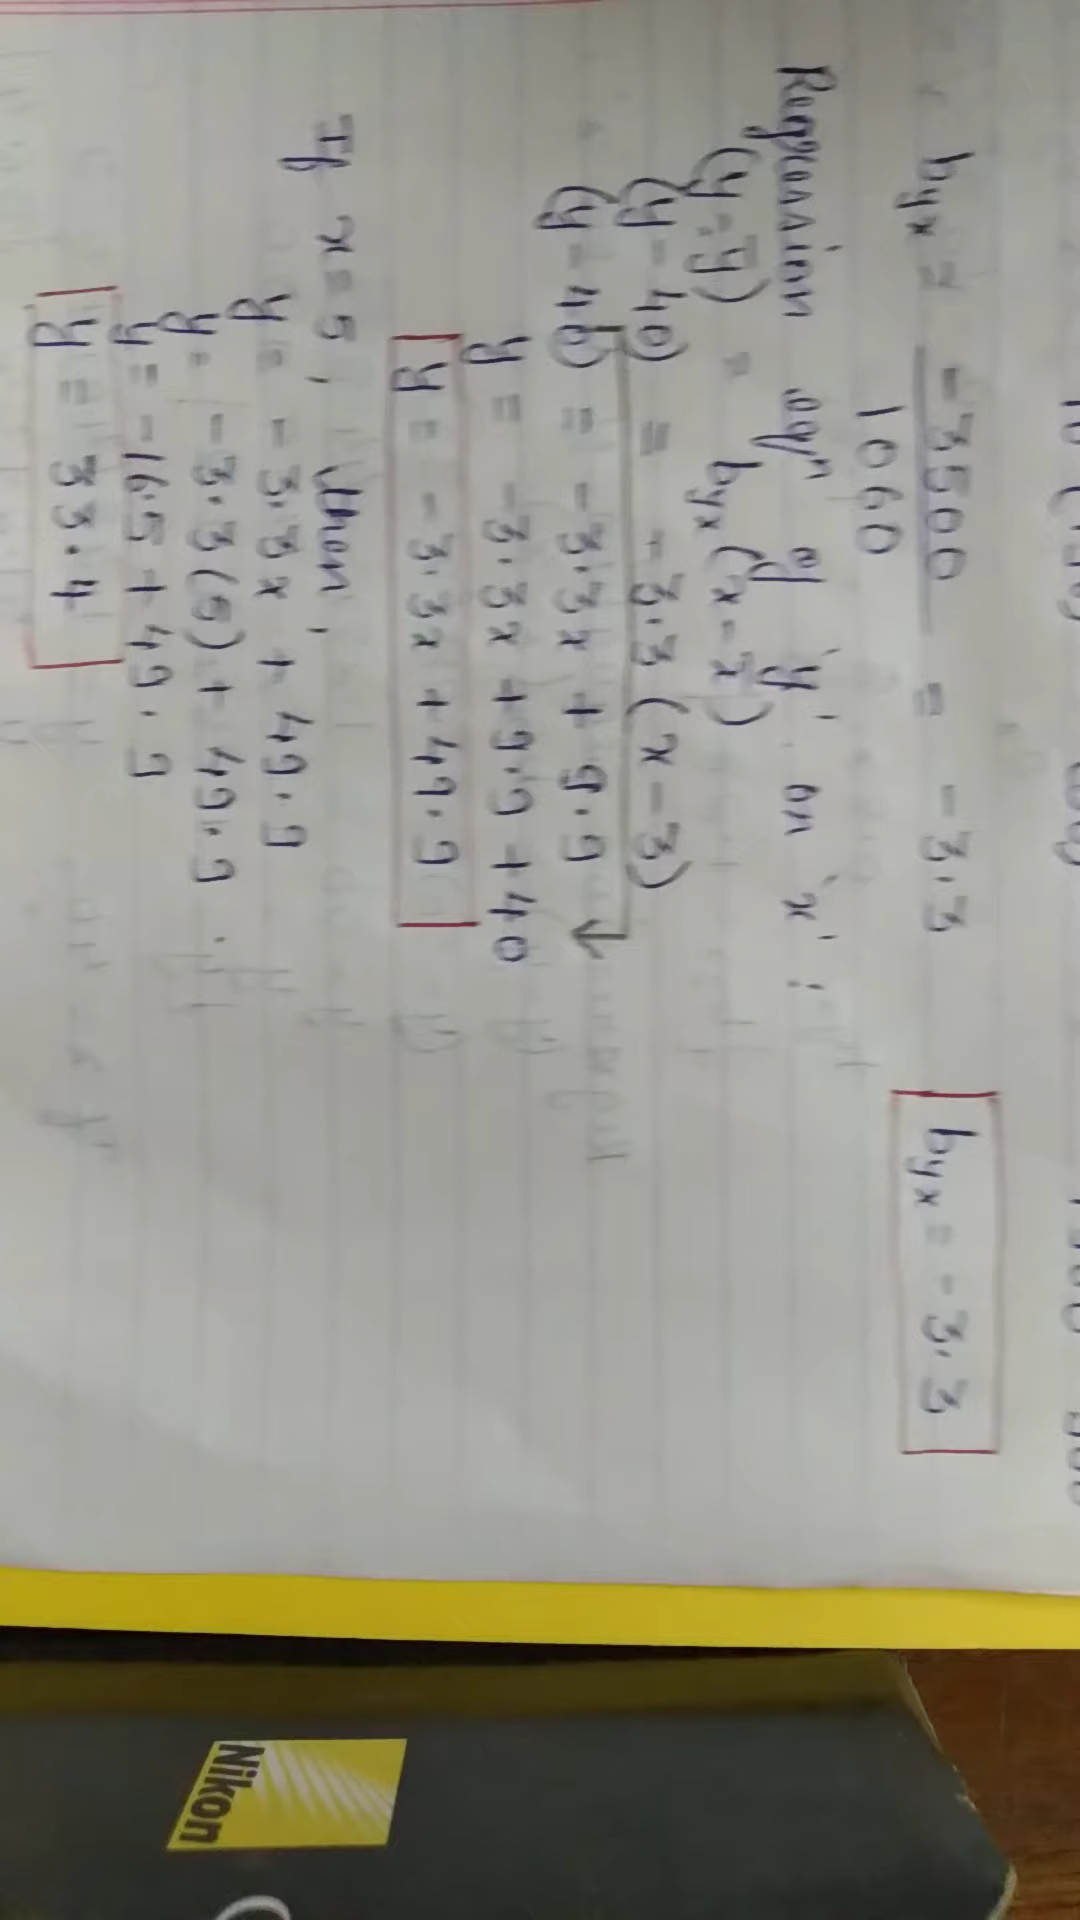 byx = -3500 / 1060 = -3.3
byx = -3.3
Regression eqⁿ of 'y' on 'x':
(y - ȳ) = byx (x - x̄)
(y - 40) = -3.3 (x - 3)
(y - 40) = -3.3x + 9.9
y = -3.3x + 9.9 + 40
y = -3.3x + 49.9
If x = 5, then,
y = -3.3x + 49.9
y = -3.3(5) + 49.9
y = -16.5 + 49.9
y = 33.4
Nikon